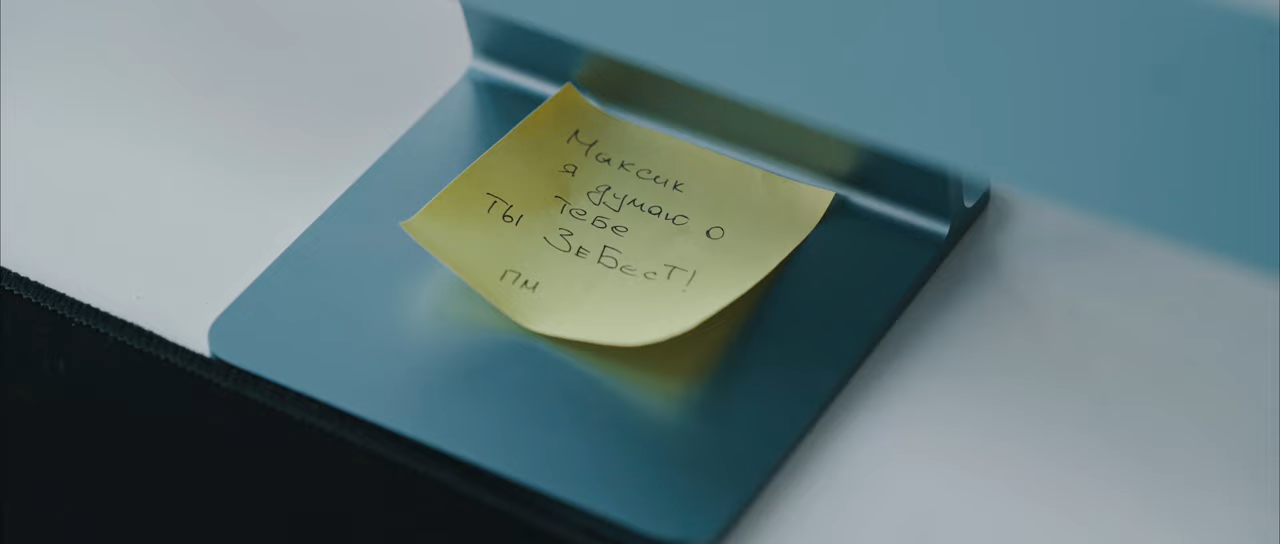 Максик
я думаю о
тебе
ты ЗеБест!
ПМ